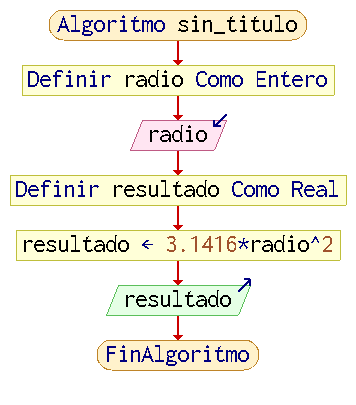 Algoritmo sin_titulo
Definir radio Como Entero
radio
Definir resultado Como Real
resultado ← 3.1416*radio^2
resultado
FinAlgoritmo